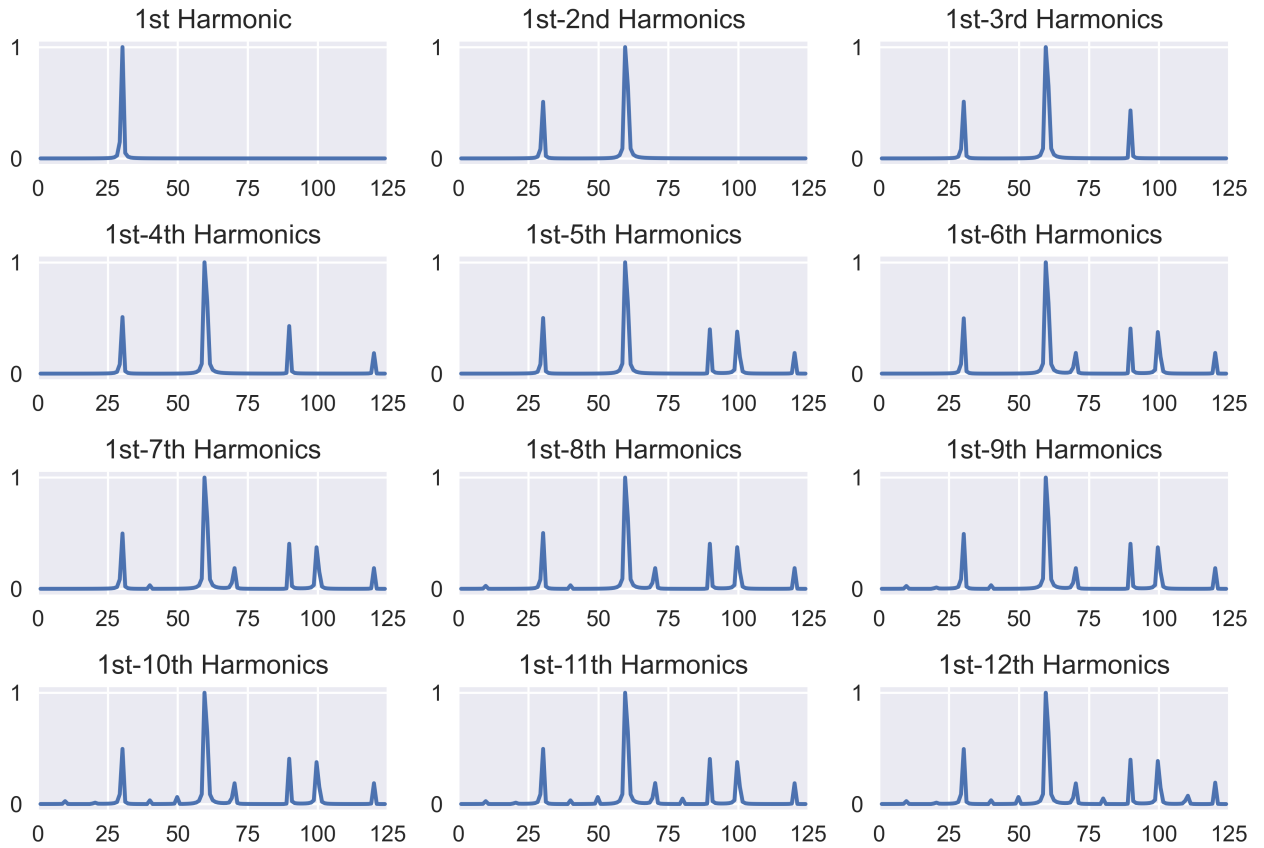 1st Harmonic 1st-2nd Harmonics 1st-3rd Harmonics
1 1 1
0 0 0
0 25 50 75 100 125 0 25 50 75 100 125 0 25 50 75 100 125
1st-4th Harmonics 1st-5th Harmonics 1st-6th Harmonics
1 1 1
0 0 0
0 25 50 75 100 125 0 25 50 75 100 125 0 25 50 75 100 125
1st-7th Harmonics 1st-8th Harmonics 1st-9th Harmonics
1 1 1
0 0 0
0 25 50 75 100 125 0 25 50 75 100 125 0 25 50 75 100 125
1st-10th Harmonics 1st-11th Harmonics 1st-12th Harmonics
1 1 1
0 0 0
0 25 50 75 100 125 0 25 50 75 100 125 0 25 50 75 100 125